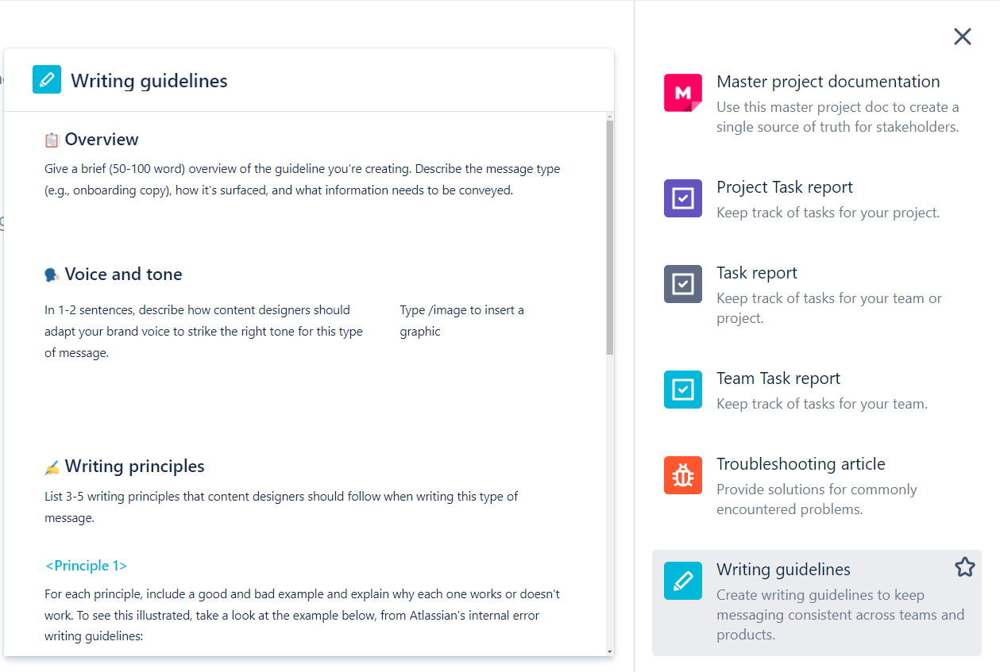 Writing guidelines
Overview
Give a brief (50-100 word) overview of the guideline you're creating. Describe the message type
(e.g., onboarding copy), how it's surfaced, and what information needs to be conveyed.
Voice and tone
In 1-2 sentences, describe how content designers should
adapt your brand voice to strike the right tone for this type
of message.
Type /image to insert a
graphic
Writing principles
List 3-5 writing principles that content designers should follow when writing this type of
message.
<Principle 1>
For each principle, include a good and bad example and explain why each one works or doesn't
work. To see this illustrated, take a look at the example below, from Atlassian's internal error
writing guidelines:
M
Master project documentation
Use this master project doc to create a
single source of truth for stakeholders.
Project Task report
Keep track of tasks for your project.
Task report
Keep track of tasks for your team or
project.
Team Task report
Keep track of tasks for your team.
Troubleshooting article
Provide solutions for commonly
encountered problems.
Writing guidelines
Create writing guidelines to keep
messaging consistent across teams and
products.